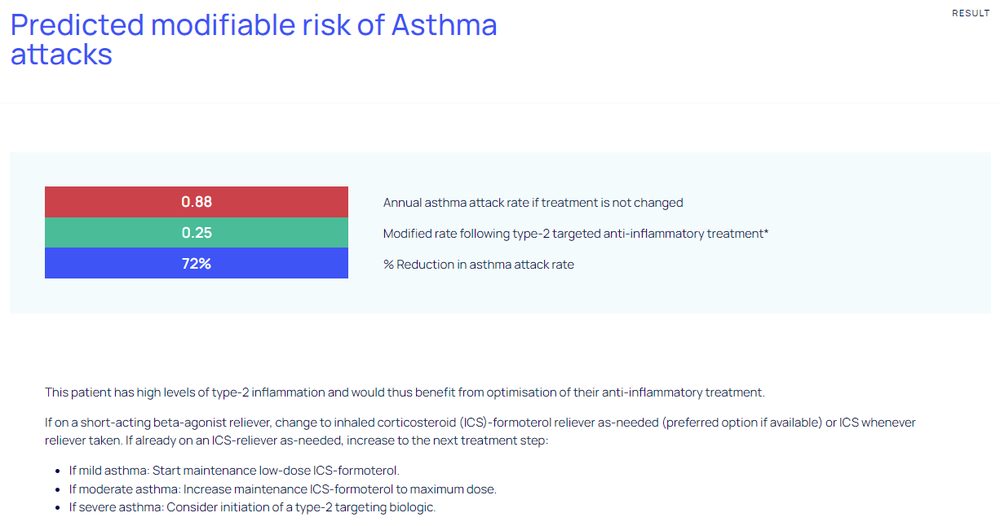 Predicted modifiable risk of Asthma
attacks
RESULT
0.88
Annual asthma attack rate if treatment is not changed
0.25
Modified rate following type-2 targeted anti-inflammatory treatment*
72%
% Reduction in asthma attack rate
This patient has high levels of type-2 inflammation and would thus benefit from optimisation of their anti-inflammatory treatment.
If on a short-acting beta-agonist reliever, change to inhaled corticosteroid (ICS)-formoterol reliever as-needed (preferred option if available) or ICS whenever
reliever taken. If already on an ICS-reliever as-needed, increase to the next treatment step:
• If mild asthma: Start maintenance low-dose ICS-formoterol.
• If moderate asthma: Increase maintenance ICS-formoterol to maximum dose.
• If severe asthma: Consider initiation of a type-2 targeting biologic.